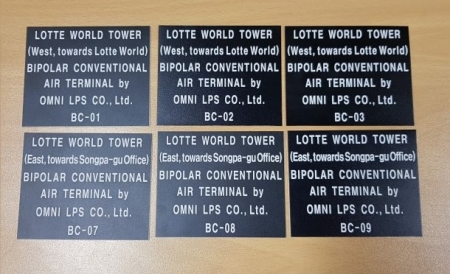 LOTTE WORLD TOWER
(West, towards Lotte World)
BIPOLAR CONVENTIONAL
AIR TERMINAL by
OMNI LPS CO., Ltd.
BC-01
LOTTE WORLD TOWER
(West, towards Lotte World)
BIPOLAR CONVENTIONAL
AIR TERMINAL by
OMNI LPS CO., Ltd.
BC-02
LOTTE WORLD TOWER
(West, towards Lotte World)
BIPOLAR CONVENTIONAL
AIR TERMINAL by
OMNI LPS CO., Ltd.
BC-03
LOTTE WORLD TOWER
(East, towards Songpa-gu Office)
BIPOLAR CONVENTIONAL
AIR TERMINAL by
OMNI LPS CO., Ltd.
BC-07
LOTTE WORLD TOWER
(East, towards Songpa-gu Office)
BIPOLAR CONVENTIONAL
AIR TERMINAL by
OMNI LPS CO., Ltd.
BC-08
LOTTE WORLD TOWER
(East, towards Songpa-gu Office)
BIPOLAR CONVENTIONAL
AIR TERMINAL by
OMNI LPS CO., Ltd.
BC-09